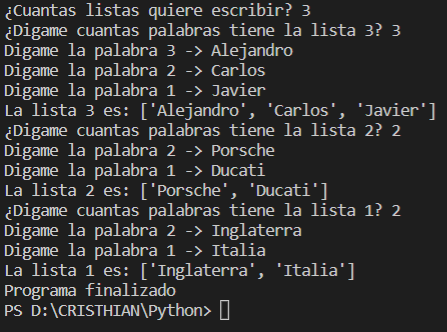 ¿Cuantas listas quiere escribir? 3
¿Digame cuantas palabras tiene la lista 3? 3
Digame la palabra 3 -> Alejandro
Digame la palabra 2 -> Carlos
Digame la palabra 1 -> Javier
La lista 3 es: ['Alejandro', 'Carlos', 'Javier']
¿Digame cuantas palabras tiene la lista 2? 2
Digame la palabra 2 -> Porsche
Digame la palabra 1 -> Ducati
La lista 2 es: ['Porsche', 'Ducati']
¿Digame cuantas palabras tiene la lista 1? 2
Digame la palabra 2 -> Inglaterra
Digame la palabra 1 -> Italia
La lista 1 es: ['Inglaterra', 'Italia']
Programa finalizado
PS D:\CRISTHIAN\Python>